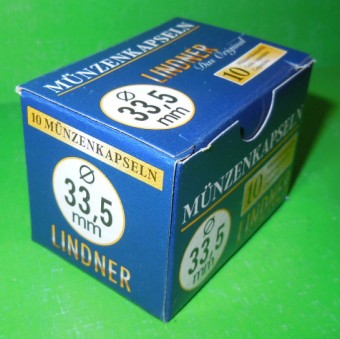 MÜNZENKAPSELN
Ø
33,5
mm
LINDNER
Das Original
10
10 MÜNZENKAPSELN
Ø
33,5
mm
LINDNER
MÜNZENKAPSELN
Ø
33,5
mm
10
LINDNER